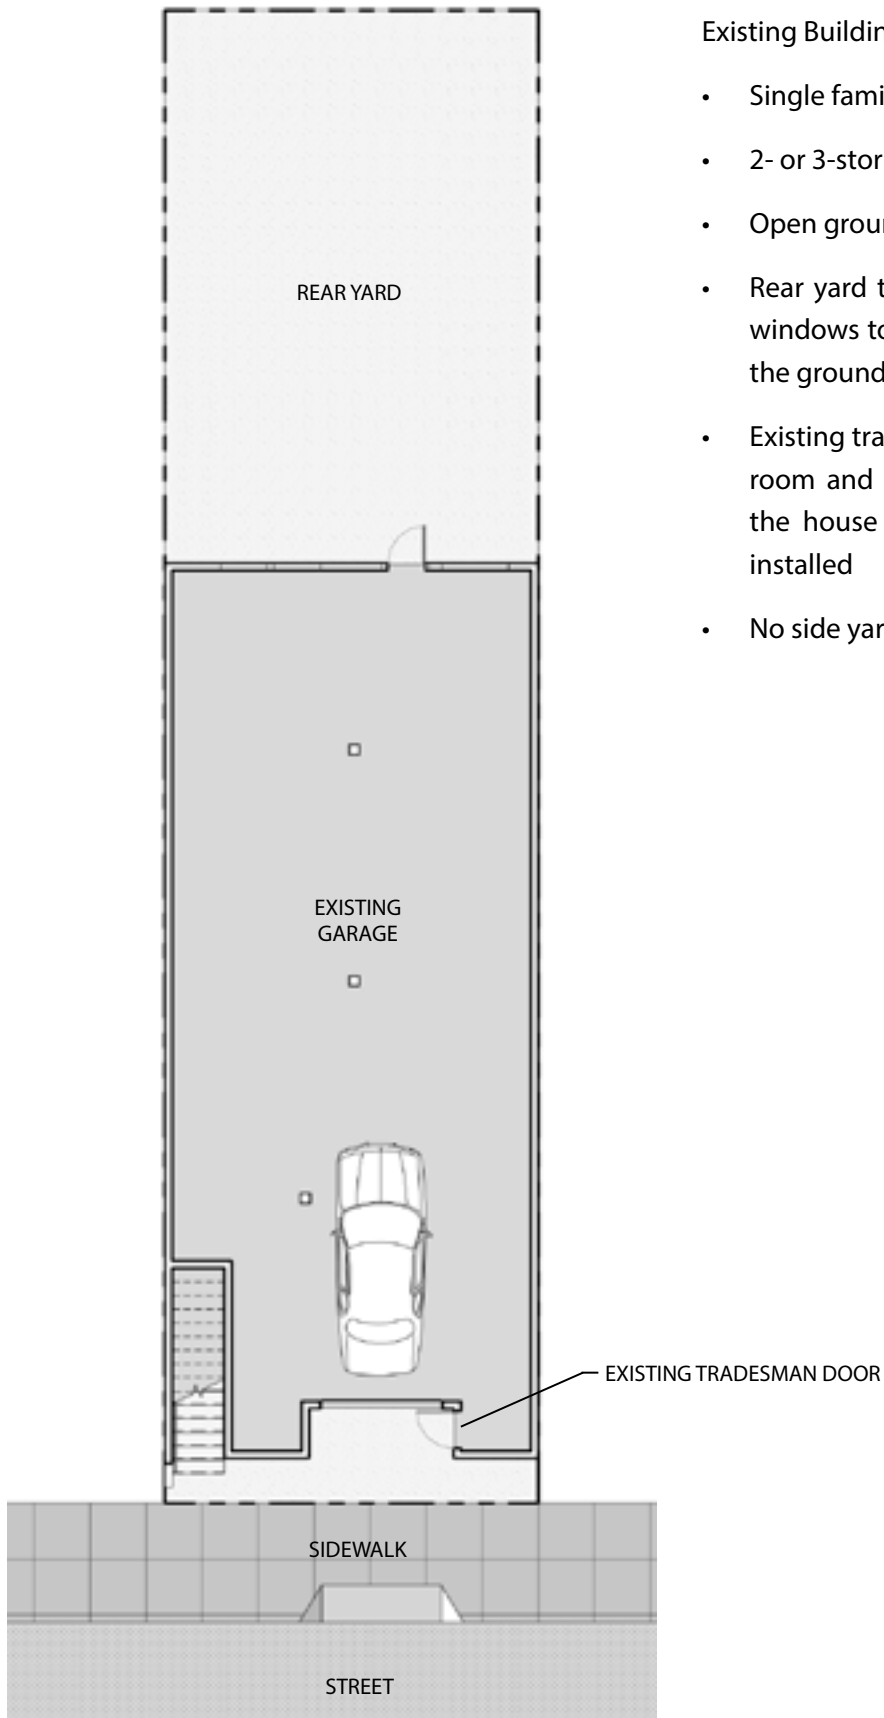 Existing Buildin
• Single fami
• 2- or 3-stor
• Open groun
• Rear yard t
windows to
the ground
• Existing tra
room and
the house
installed
• No side yar
REAR YARD
EXISTING
GARAGE
EXISTING TRADESMAN DOOR
SIDEWALK
STREET